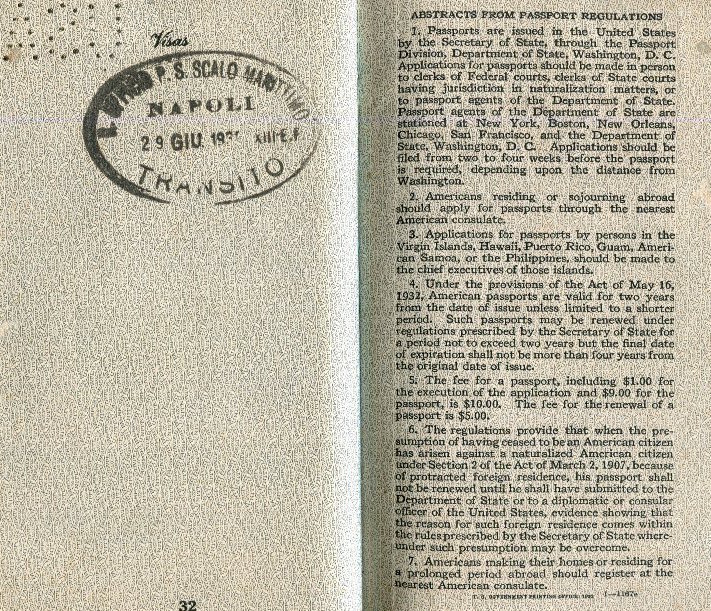 Visas
P. S. SCALO MARITTIMO
NAPOLI
29 GIU. 193
TRANSITO
32
ABSTRACTS FROM PASSPORT REGULATIONS
1. Passports are issued in the United States
by the Secretary of State, through the Passport
Division, Department of State, Washington, D. C.
Applications for passports should be made in person
to clerks of Federal courts, clerks of State courts
having jurisdiction in naturalization matters, or
to passport agents of the Department of State.
Passport agents of the Department of State are
stationed at New York, Boston, New Orleans,
Chicago, San Francisco, and the Department of
State, Washington, D. C. Applications should be
filed from two to four weeks before the passport
is required, depending upon the distance from
Washington.
2. Americans residing or sojourning abroad
should apply for passports through the nearest
American consulate.
3. Applications for passports by persons in the
Virgin Islands, Hawaii, Puerto Rico, Guam, Ameri-
can Samoa, or the Philippines, should be made to
the chief executives of those islands.
4. Under the provisions of the Act of May 16,
1932, American passports are valid for two years
from the date of issue unless limited to a shorter
period. Such passports may be renewed under
regulations prescribed by the Secretary of State for
a period not to exceed two years but the final date
of expiration shall not be more than four years from
the original date of issue.
5. The fee for a passport, including $1.00 for
the execution of the application and $9.00 for the
passport, is $10.00. The fee for the renewal of a
passport is $5.00.
6. The regulations provide that when the pre-
sumption of having ceased to be an American citizen
has arisen against a naturalized American citizen
under Section 2 of the Act of March 2, 1907, because
of protracted foreign residence, his passport shall
not be renewed until he shall have submitted to the
Department of State or to a diplomatic or consular
officer of the United States, evidence showing that
the reason for such foreign residence comes within
the rules prescribed by the Secretary of State where-
under such presumption may be overcome.
7. Americans making their homes or residing for
a prolonged period abroad should register at the
nearest American consulate.
U. S. GOVERNMENT PRINTING OFFICE